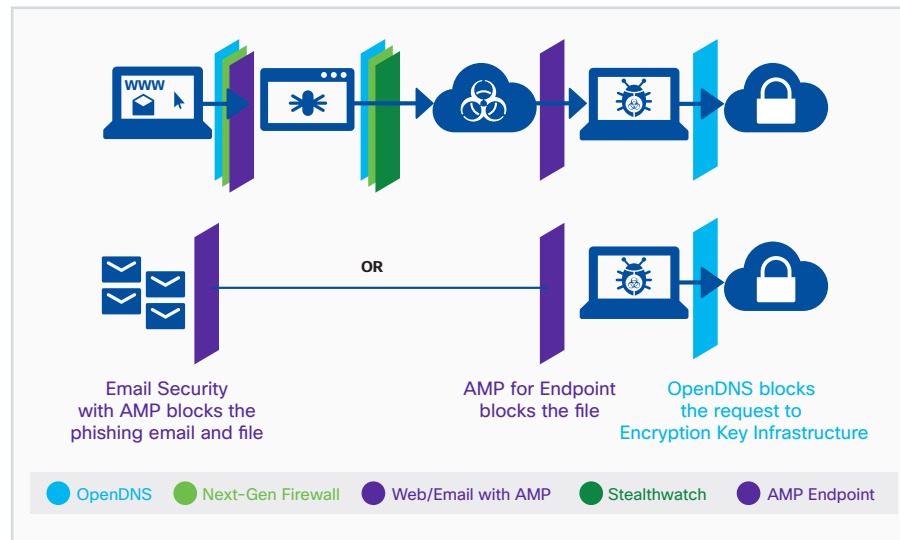 WWW
OR
Email Security
with AMP blocks the
phishing email and file
AMP for Endpoint
blocks the file
OpenDNS blocks
the request to
Encryption Key Infrastructure
OpenDNS
Next-Gen Firewall
Web/Email with AMP
Stealthwatch
AMP Endpoint